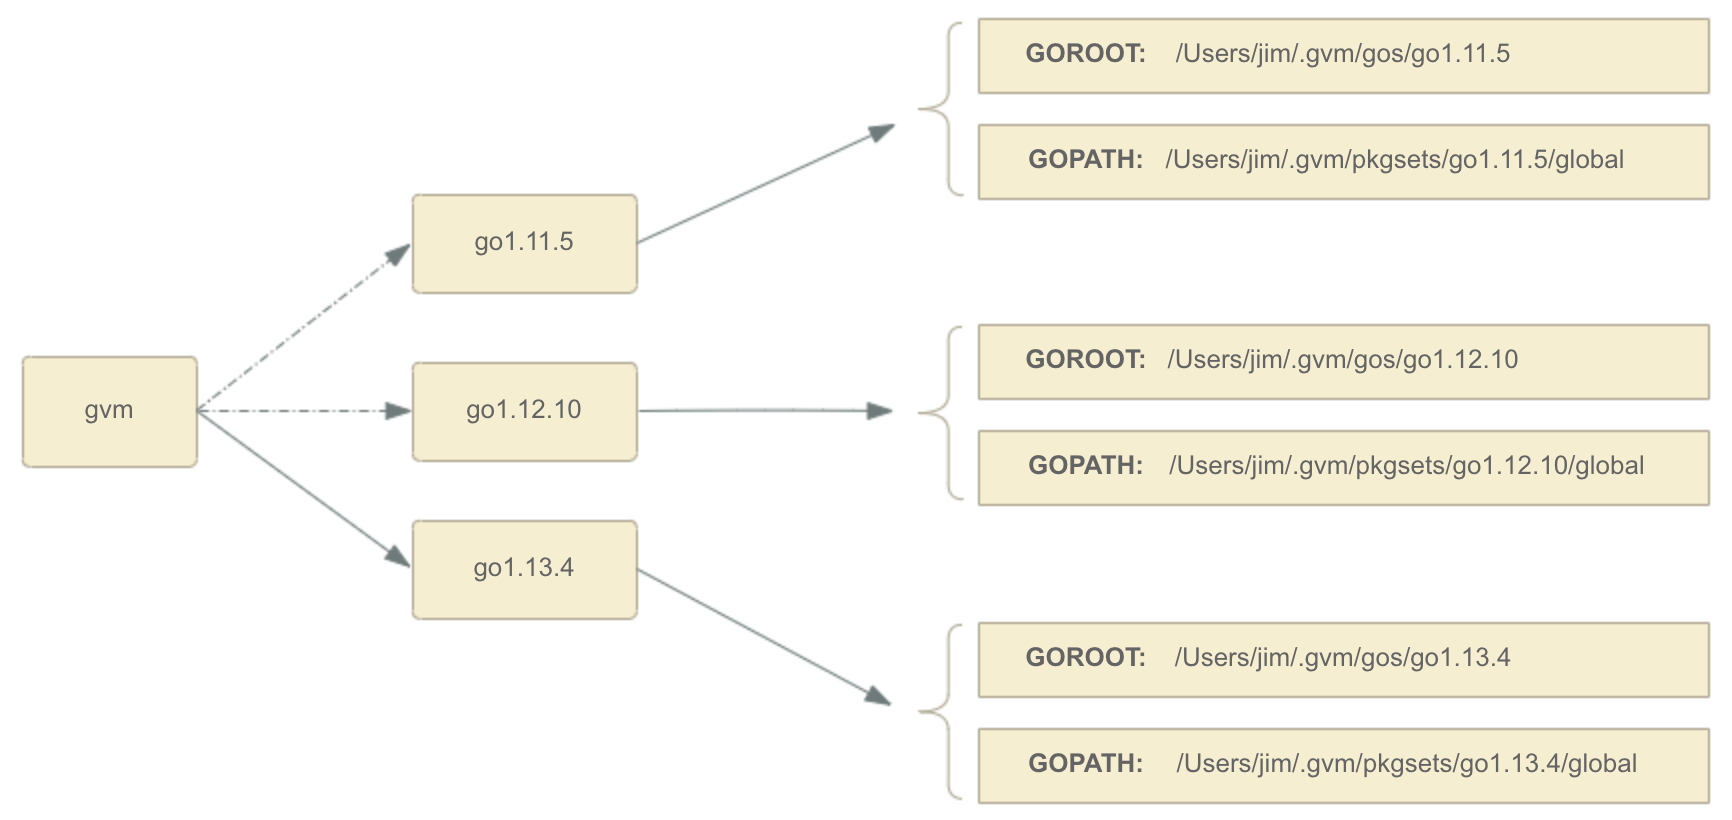 GOROOT: /Users/jim/.gvm/gos/go1.11.5
GOPATH: /Users/jim/.gvm/pkgsets/go1.11.5/global
go1.11.5
gvm
go1.12.10
GOROOT: /Users/jim/.gvm/gos/go1.12.10
GOPATH: /Users/jim/.gvm/pkgsets/go1.12.10/global
go1.13.4
GOROOT: /Users/jim/.gvm/gos/go1.13.4
GOPATH: /Users/jim/.gvm/pkgsets/go1.13.4/global